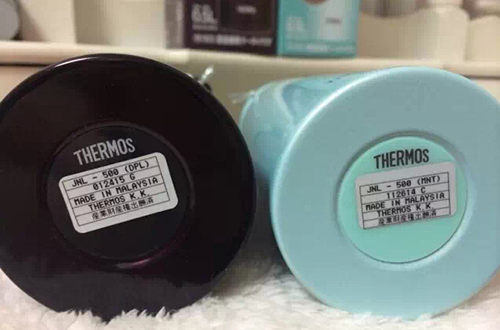 THERMOS
JNL - 500 (DPL)
012415 G
MADE IN MALAYSIA
THERMOS K.K.
THERMOS
JNL - 500 (MNT)
112614 C
MADE IN MALAYSIA
THERMOS K.K.